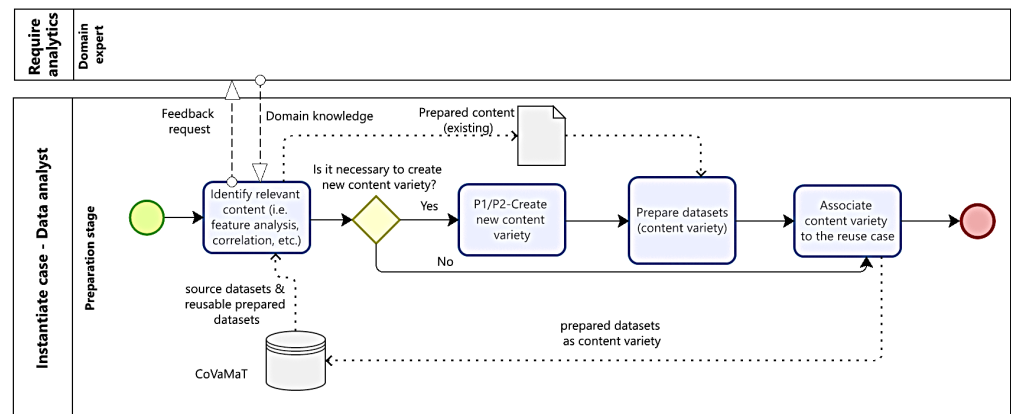 Require
analytics
Domain
expert
Feedback
request
Domain knowledge
Prepared content
(existing)
Is it necessary to create
new content variety?
Identify relevant
content (i.e.
feature analysis,
correlation, etc.)
Yes
P1/P2-Create
new content
variety
Prepare datasets
(content variety)
Associate
content variety
to the reuse case
No
Instantiate case - Data analyst
Preparation stage
source datasets &
reusable prepared
datasets
prepared datasets
as content variety
CoVaMaT